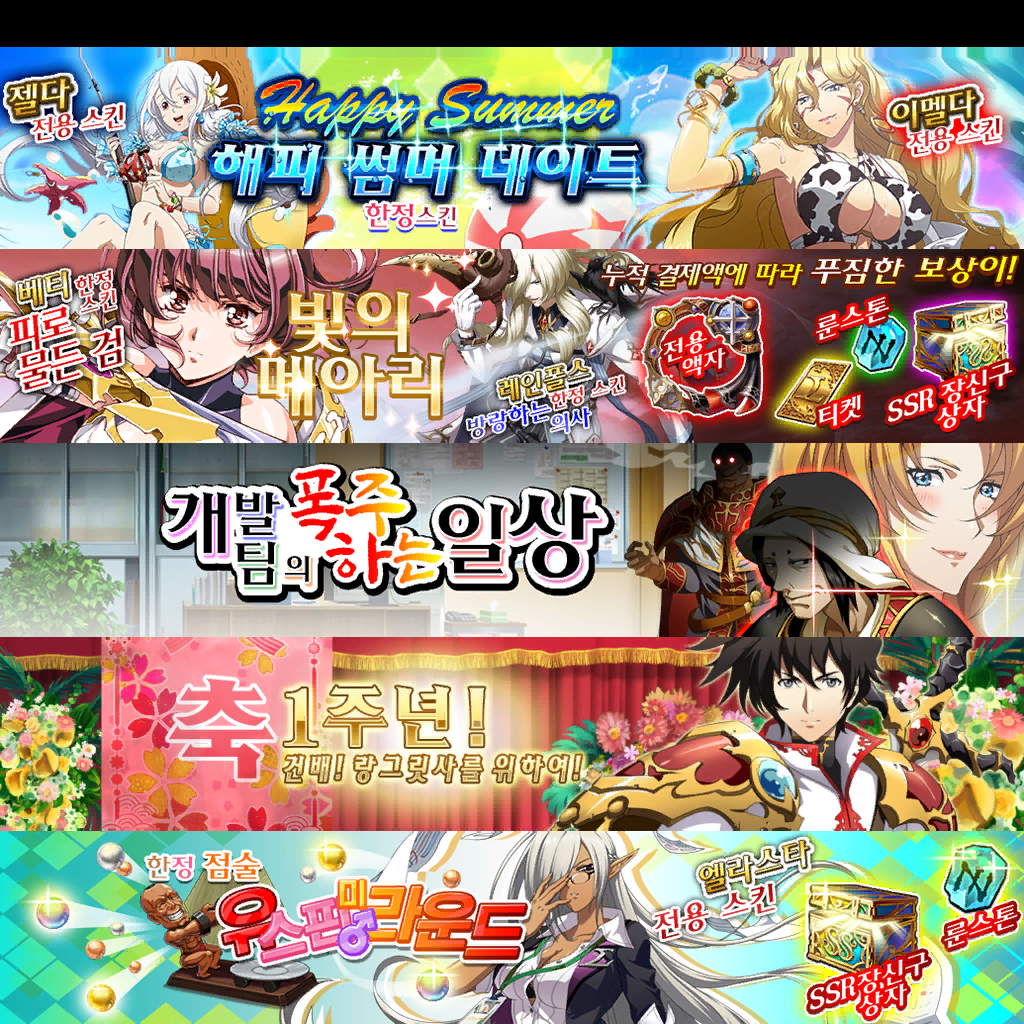 젤다
전용 스킨
Happy Summer
해피 썸머 데이트
한정스킨
이멜다
전용 스킨
베티 한정
스킨
피로
물든 검
빛의
메아리
레인폴스
한정 스킨
방랑하는
의사
누적 결제액에 따라 푸짐한 보상이!
전용
액자
룬스톤
티켓
SSR 장신구
상자
개발
팀의
폭주
하는
일상
축
1주년!
건배! 랑그릿사를 위하여!
한정 점술
우스핀밍라운드
엘라스타
전용 스킨
SSR
SSR장신구
상자
룬스톤